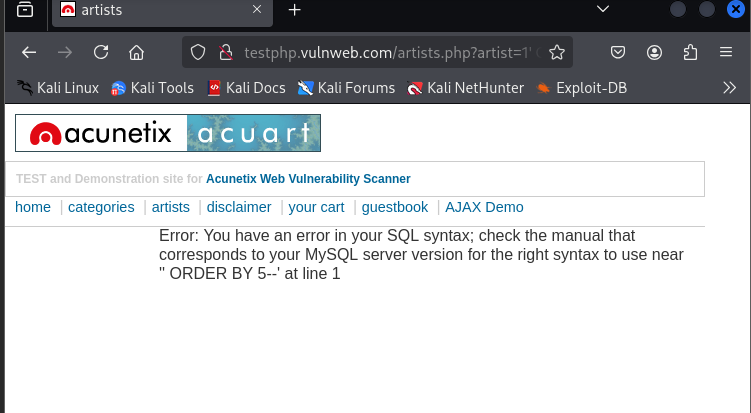 artists
testphp.vulnweb.com/artists.php?artist=1'
Kali Linux Kali Tools Kali Docs Kali Forums Kali NetHunter Exploit-DB
acunetix acuart
TEST and Demonstration site for Acunetix Web Vulnerability Scanner
home | categories | artists | disclaimer | your cart | guestbook | AJAX Demo
Error: You have an error in your SQL syntax; check the manual that
corresponds to your MySQL server version for the right syntax to use near
'' ORDER BY 5--' at line 1